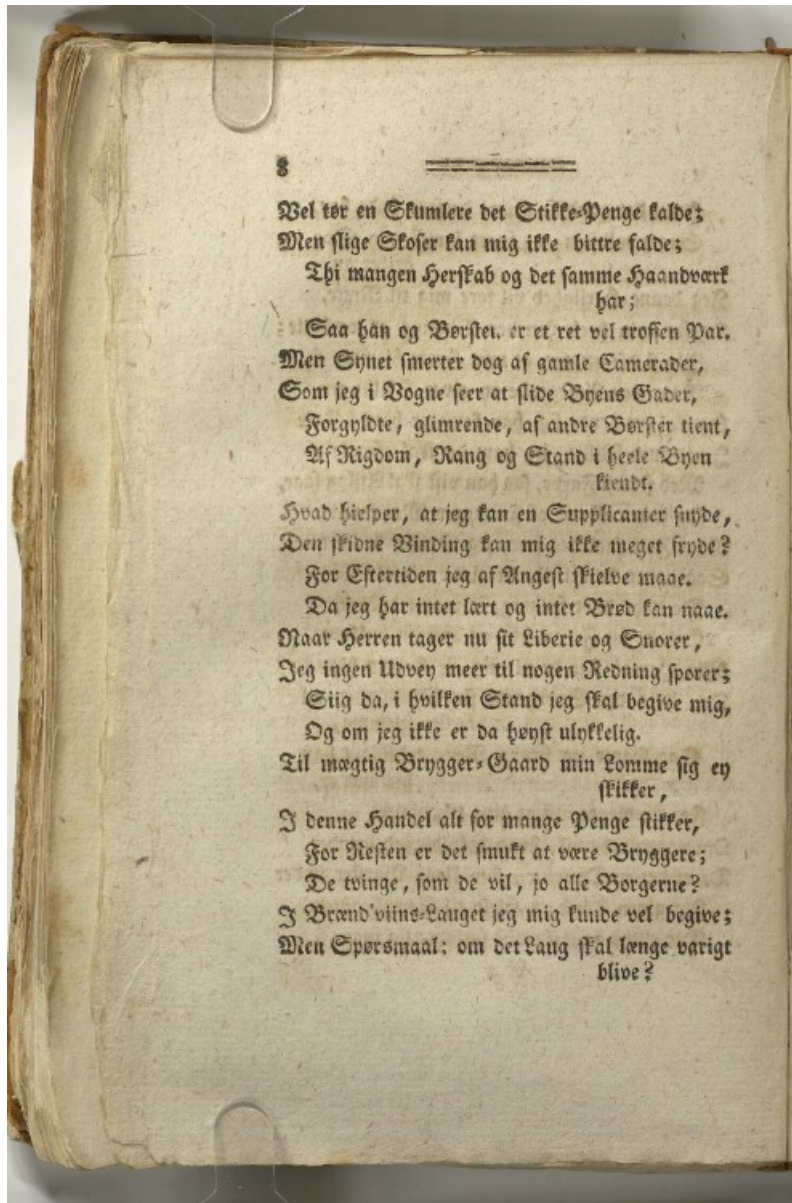 8
Vel tør en Skumlere det Stikke-Penge kalde;
Men slige Skoser kan mig ikke bittre falde;
Thi mangen Herskab og det samme Haandværk
har;
Saa han og Børsten er et ret vel troffen Par.
Men Synet smerter dog af gamle Camerader,
Som jeg i Vogne seer at slide Byens Gader,
Forgyldte, glimrende, af andre Børster tient,
Af Rigdom, Rang og Stand i heele Byen
kiendt.
Hvad hielper, at jeg kan en Supplicanter snyde,
Den skidne Vinding kan mig ikke meget fryde?
For Eftertiden jeg af Angest skielve maae.
Da jeg har intet lært og intet Brød kan naae.
Naar Herren tager nu sit Liberie og Snorer,
Jeg ingen Udvey meer til nogen Redning sporer;
Siig da, i hvilken Stand jeg skal begive mig,
Og om jeg ikke er da høyst ulykkelig.
Til mægtig Brygger-Gaard min Lomme sig ey
skikker,
I denne Handel alt for mange Penge stikker,
For Resten er det smukt at være Bryggere;
De tvinge, som de vil, jo alle Borgerne?
I Brænd'viins-Lauget jeg mig kunde vel begive;
Men Spørsmaal: om det Laug skal længe varigt
blive?